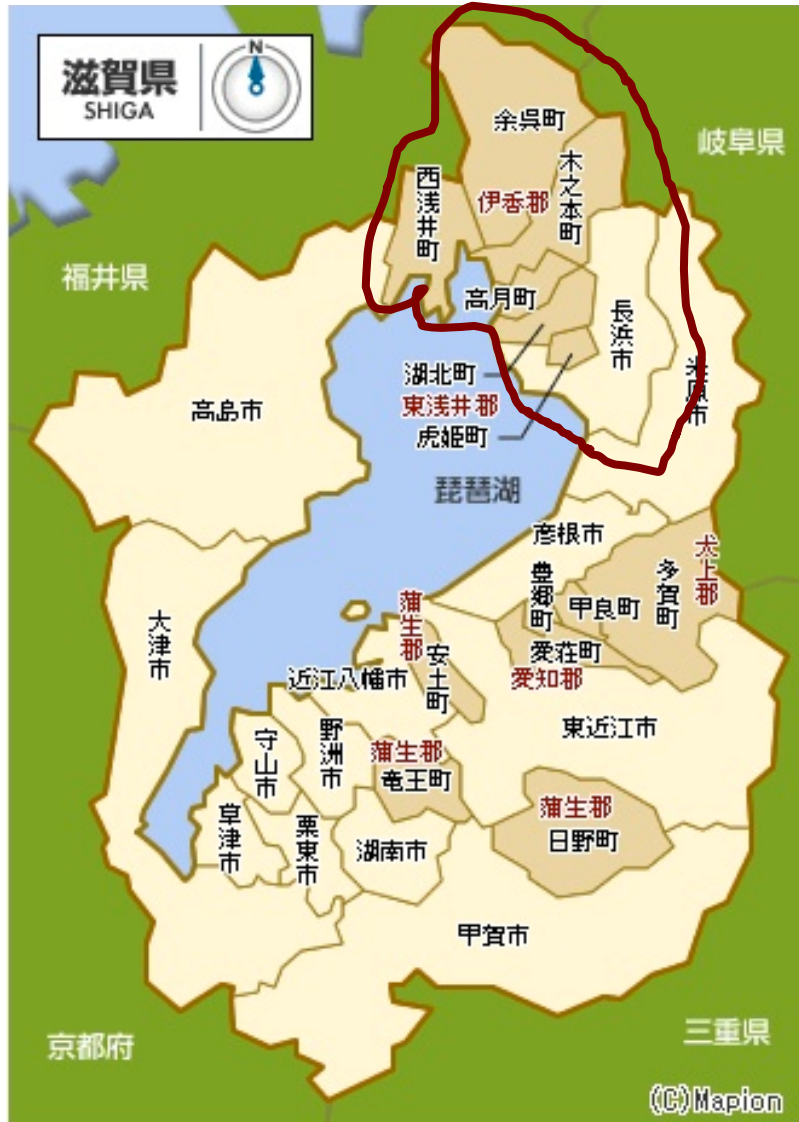 滋賀県
SHIGA
N
余呉町
岐阜県
木之本町
西浅井町
伊香郡
福井県
高月町
長浜市
米原市
湖北町
東浅井郡
虎姫町
高島市
琵琶湖
彦根市
犬上郡
多賀町
豊郷町
甲良町
大津市
蒲生郡
安土町
愛荘町
愛知郡
近江八幡市
東近江市
野洲市
守山市
蒲生郡
竜王町
蒲生郡
日野町
草津市
栗東市
湖南市
甲賀市
京都府
三重県
(C)Mapion